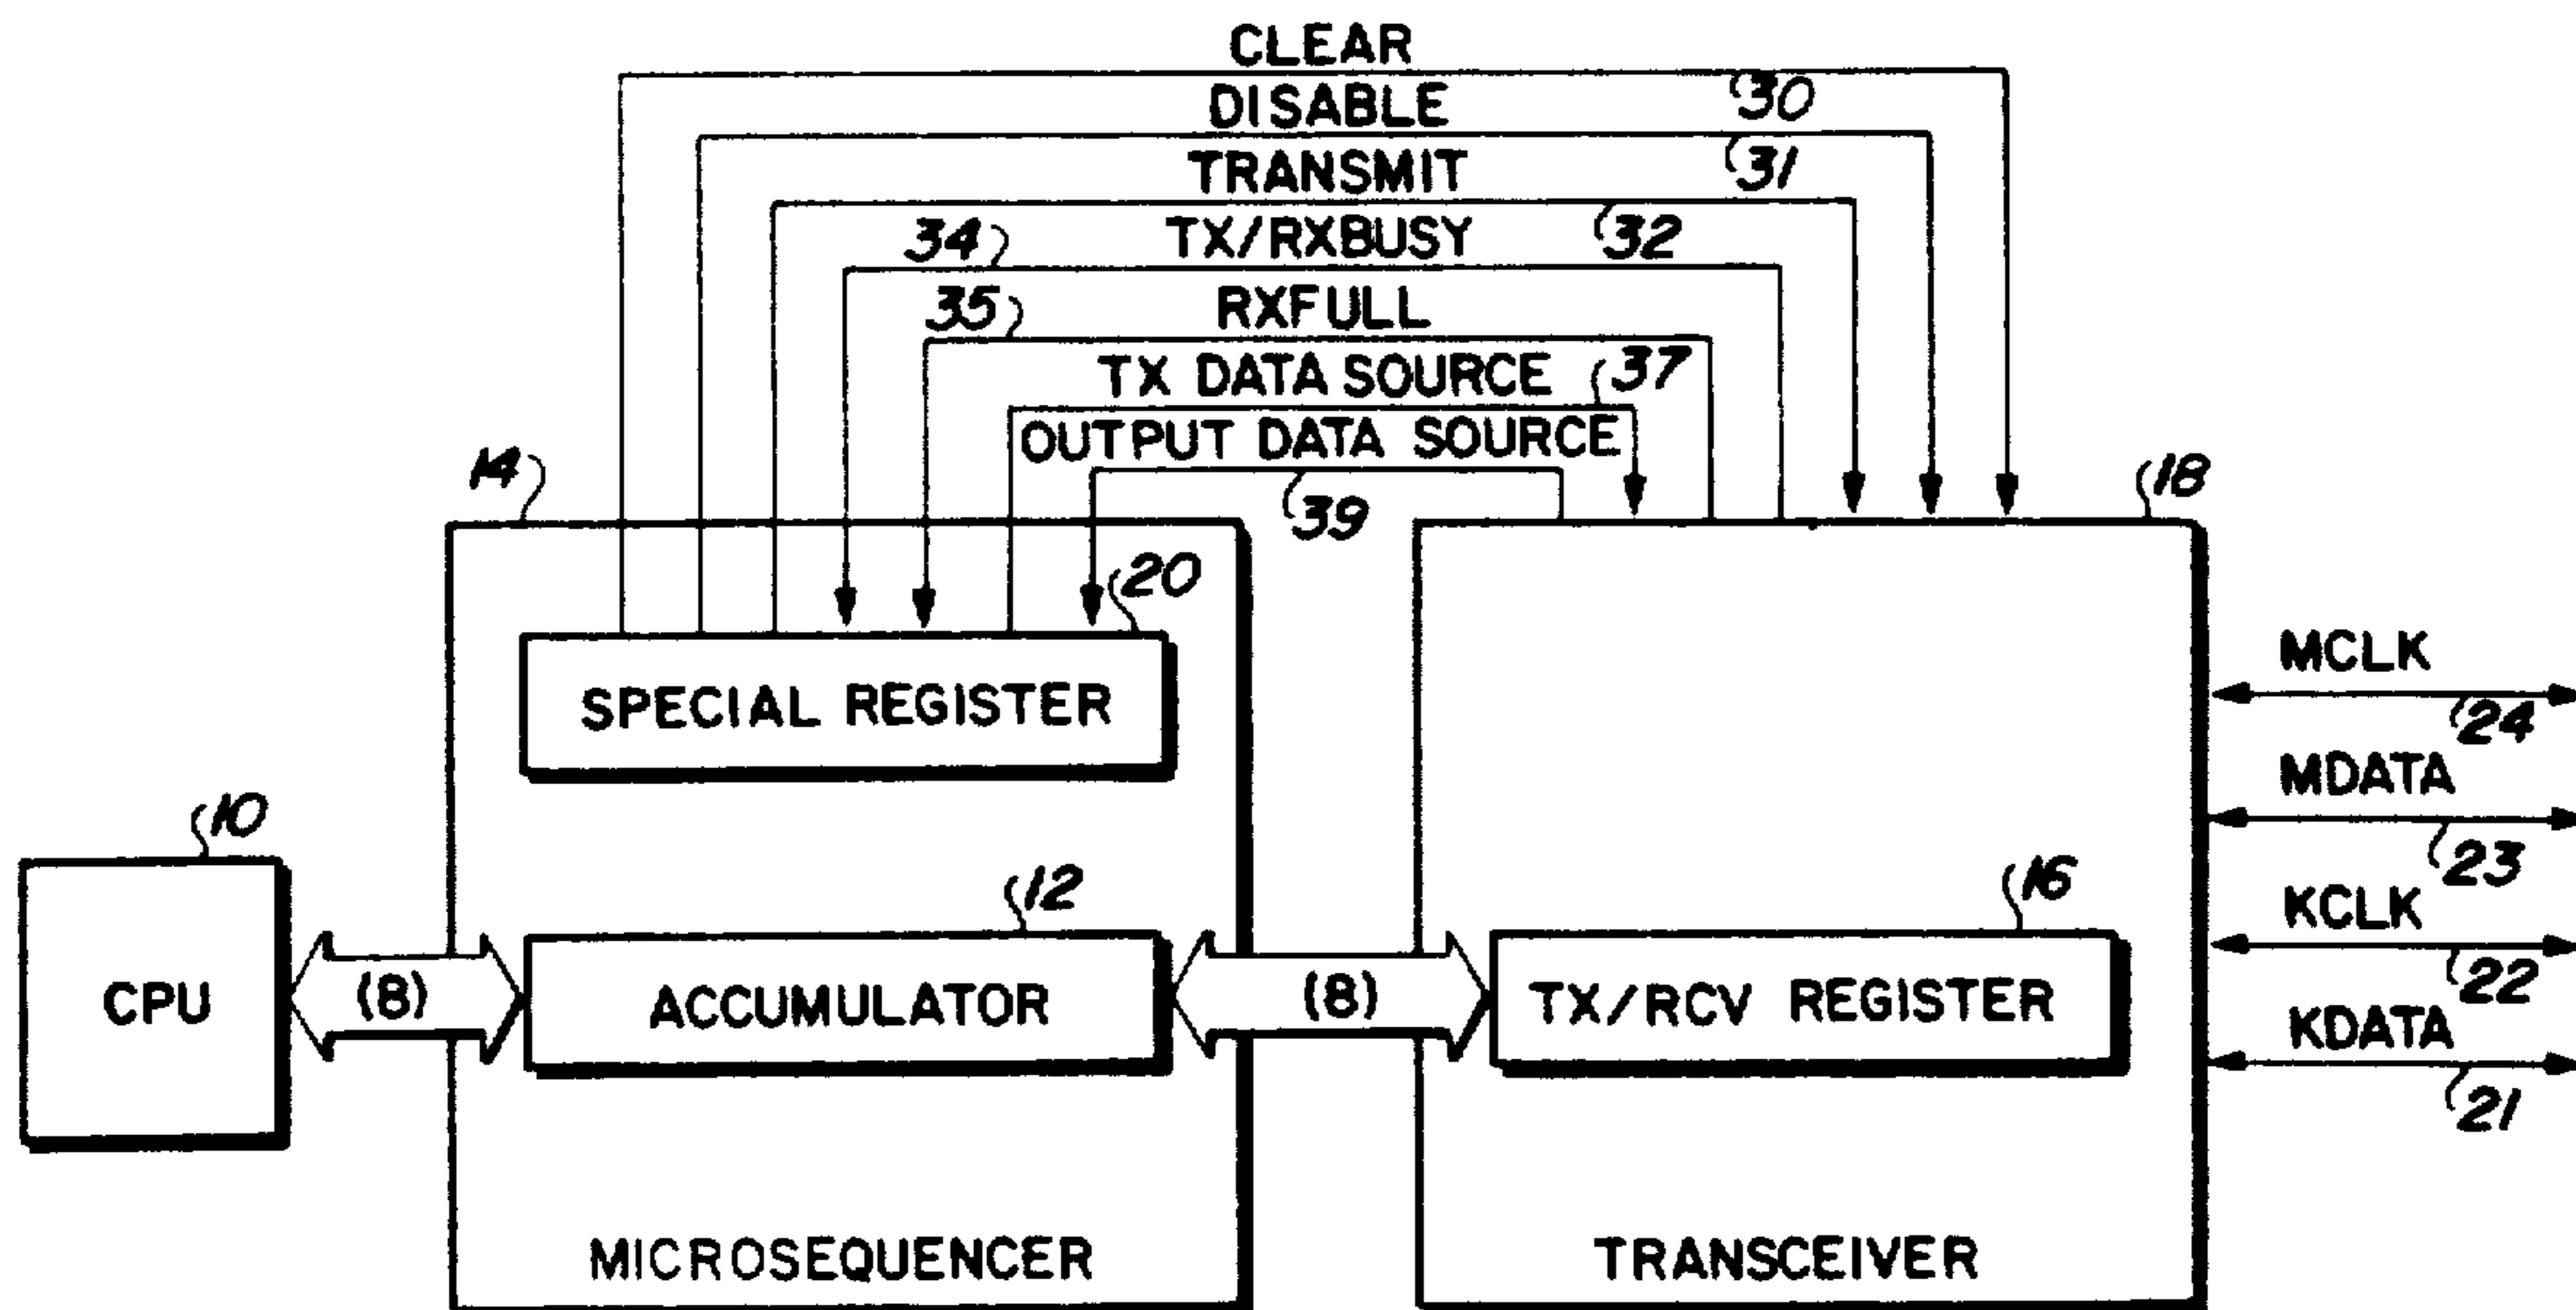 CLEAR
30
DISABLE
31
TRANSMIT
32
34 TX/RXBUSY
35 RXFULL
TX DATA SOURCE 37
OUTPUT DATA SOURCE
39
14
18
20
SPECIAL REGISTER
MCLK
24
MDATA
23
10
12
16
KCLK
22
CPU
(8)
ACCUMULATOR
(8)
TX/RCV REGISTER
KDATA
21
MICROSEQUENCER
TRANSCEIVER